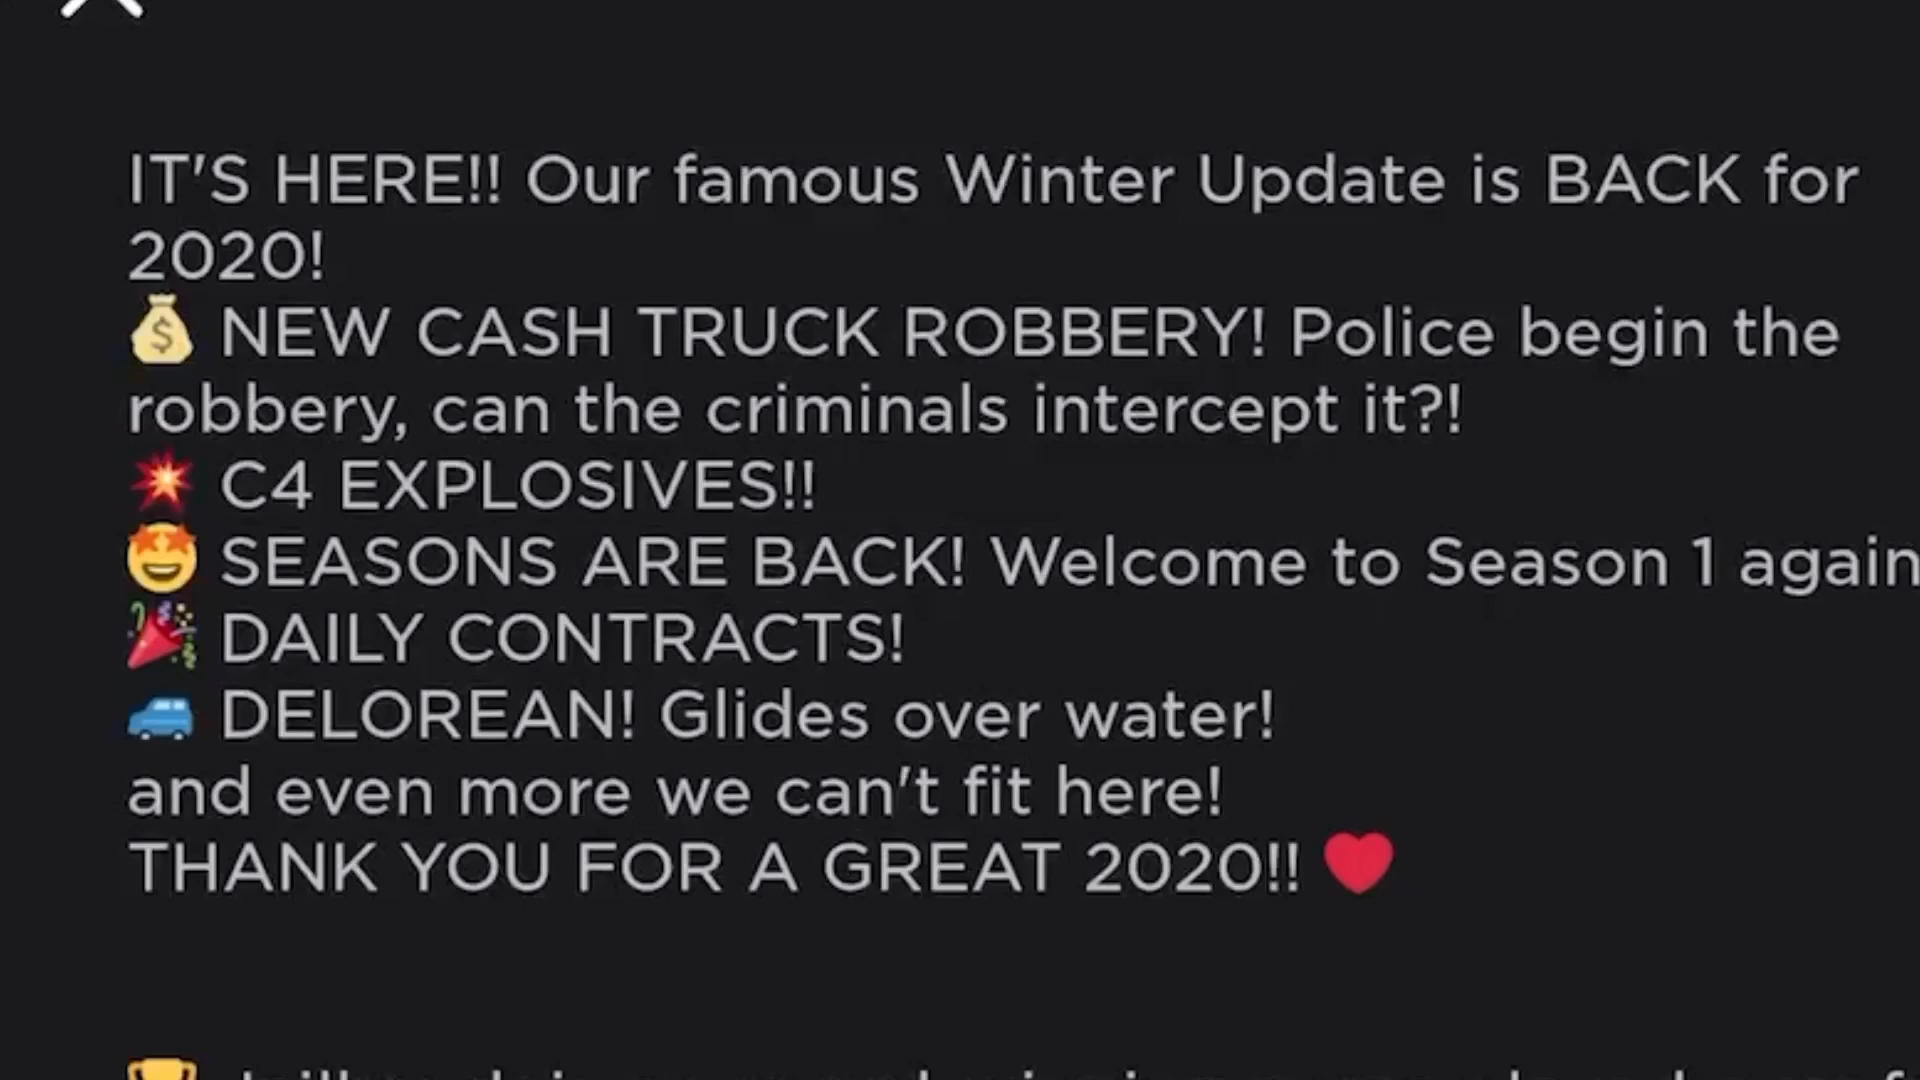 IT'S HERE!! Our famous Winter Update is BACK for
2020!
💰 NEW CASH TRUCK ROBBERY! Police begin the
robbery, can the criminals intercept it?!
💥 C4 EXPLOSIVES!!
🤩 SEASONS ARE BACK! Welcome to Season 1 again
🎉 DAILY CONTRACTS!
🚙 DELOREAN! Glides over water!
and even more we can't fit here!
THANK YOU FOR A GREAT 2020!! ❤️